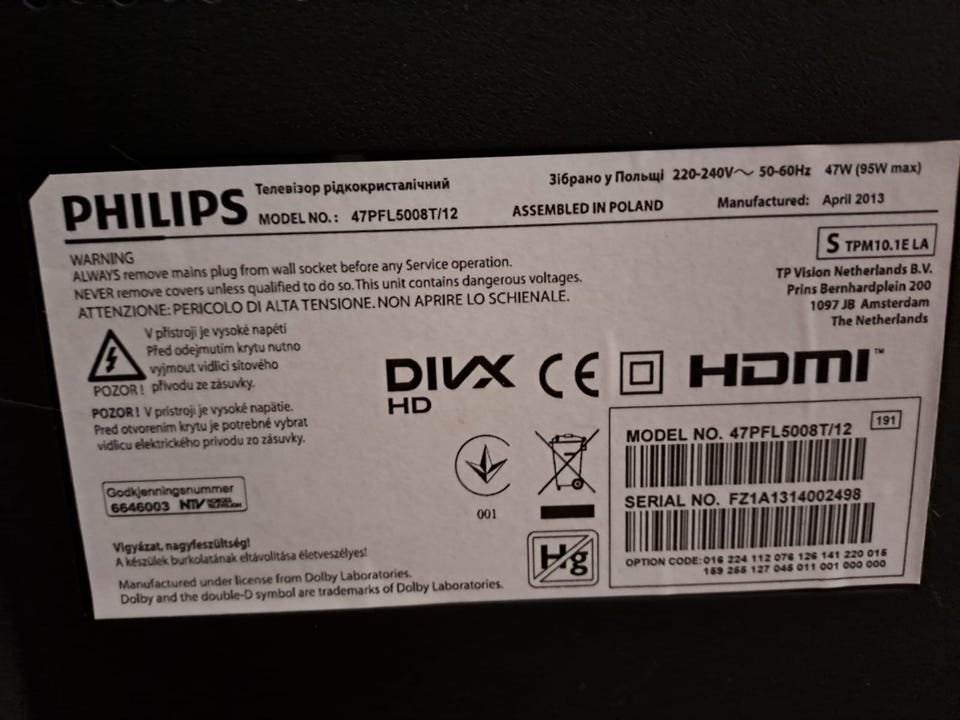 PHILIPS
Телевізор рідкокристалічний
MODEL NO.: 47PFL5008T/12
Зібрано у Польщі 220-240V~ 50-60Hz 47W (95W max)
ASSEMBLED IN POLAND Manufactured: April 2013
WARNING
ALWAYS remove mains plug from wall socket before any Service operation.
NEVER remove covers unless qualified to do so.This unit contains dangerous voltages.
ATTENZIONE: PERICOLO DI ALTA TENSIONE. NON APRIRE LO SCHIENALE.
S TPM10.1E LA
TP Vision Netherlands B.V.
Prins Bernhardplein 200
1097 JB Amsterdam
The Netherlands
V přístroji je vysoké napětí
Před odejmutím krytu nutno
vyjmout vidlici síťového
POZOR! přívodu ze zásuvky.
POZOR! V prístroji je vysoké napätie.
Pred otvorením krytu je potrebné vybrat
vidlicu elektrického prívodu zo zásuvky.
DIVX
HD
CE
HDMI™
001
Hg
Godkjenningsnummer
6646003 NTV NORGES TELEVISJON
Vigyázat, nagyfeszültség!
A készülék burkolatának eltávolítása életveszélyes!
Manufactured under license from Dolby Laboratories.
Dolby and the double-D symbol are trademarks of Dolby Laboratories.
MODEL NO. 47PFL5008T/12 191
SERIAL NO. FZ1A1314002498
OPTION CODE: 016 224 112 076 126 141 220 015
159 255 127 045 011 001 000 000